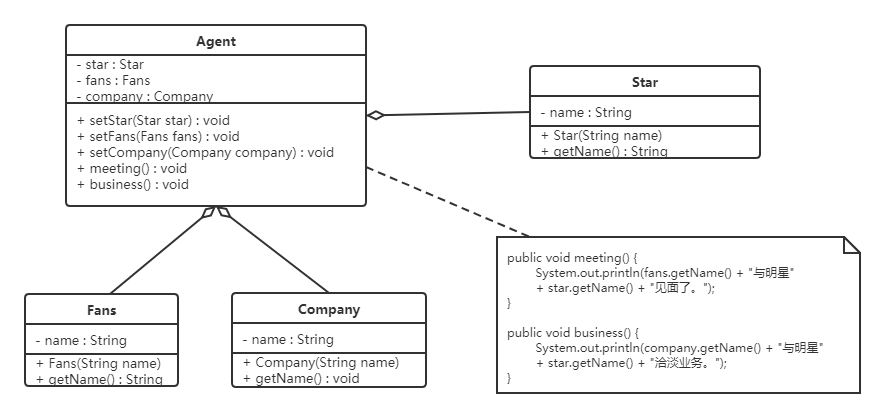 Agent
- star : Star
- fans : Fans
- company : Company
+ setStar(Star star) : void
+ setFans(Fans fans) : void
+ setCompany(Company company) : void
+ meeting() : void
+ business() : void
Star
- name : String
+ Star(String name)
+ getName() : String
Fans
- name : String
+ Fans(String name)
+ getName() : String
Company
- name : String
+ Company(String name)
+ getName() : void
public void meeting() {
System.out.println(fans.getName() + "与明星"
+ star.getName() + "见面了。");
}
public void business() {
System.out.println(company.getName() + "与明星"
+ star.getName() + "洽淡业务。");
}